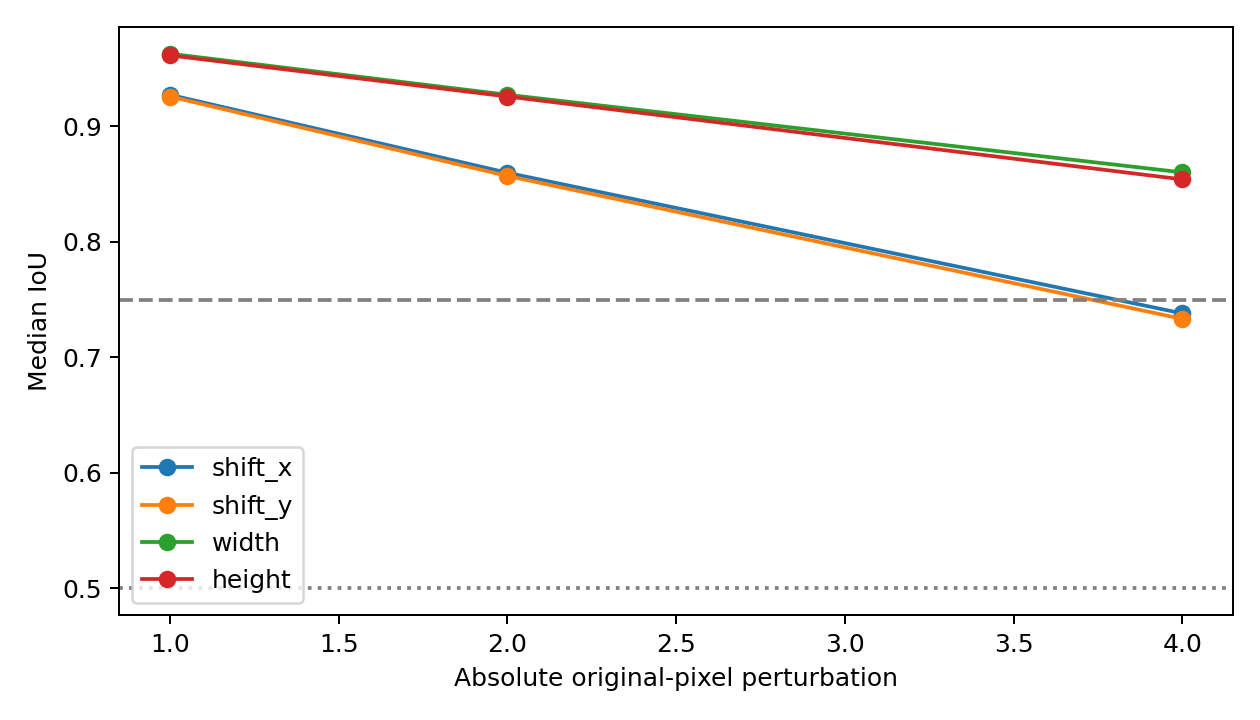 Median IoU
0.9
0.8
0.7
0.6
0.5
shift_x
shift_y
width
height
1.0 1.5 2.0 2.5 3.0 3.5 4.0
Absolute original-pixel perturbation